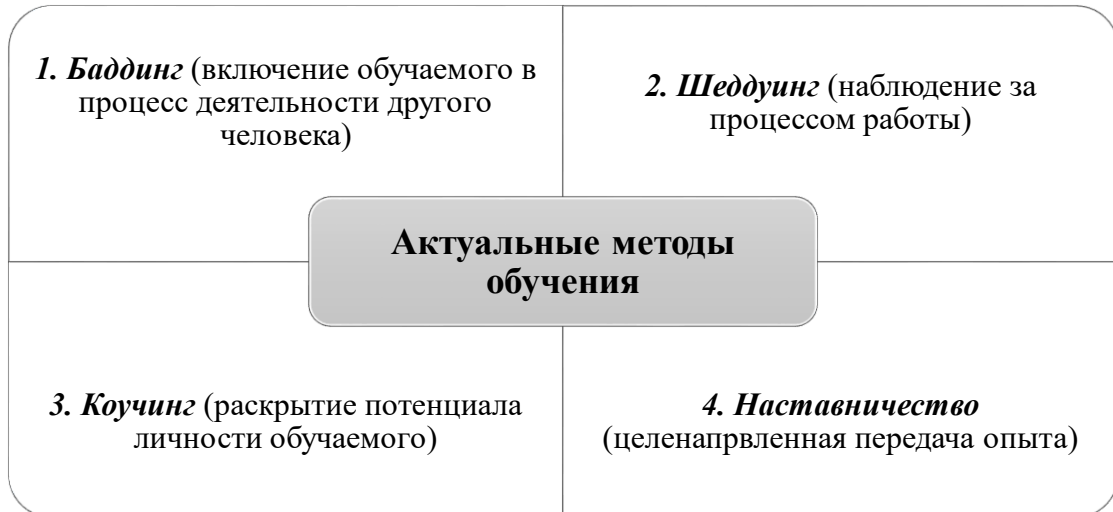 1. Баддинг (включение обучаемого в
процесс деятельности другого
человека)
2. Шеддуинг (наблюдение за
процессом работы)
Актуальные методы
обучения
3. Коучинг (раскрытие потенциала
личности обучаемого)
4. Наставничество
(целенапрвленная передача опыта)